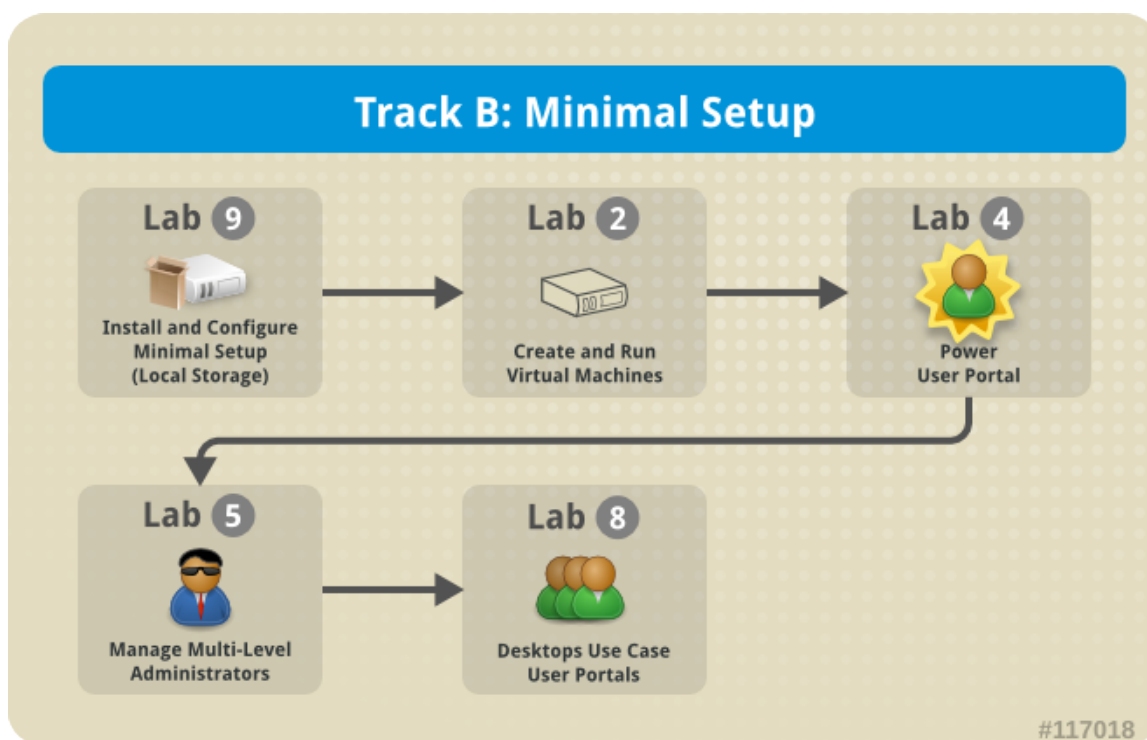 Track B: Minimal Setup
Lab 9
Install and Configure
Minimal Setup
(Local Storage)
Lab 2
Create and Run
Virtual Machines
Lab 4
Power
User Portal
Lab 5
Manage Multi-Level
Administrators
Lab 8
Desktops Use Case
User Portals
#117018